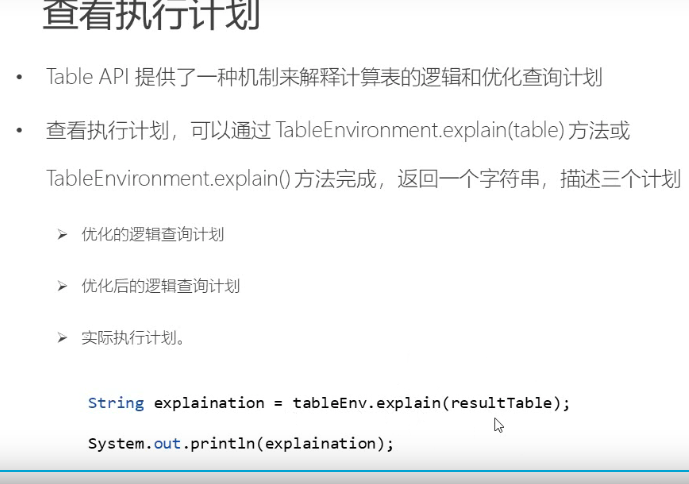 查看执行计划
• Table API 提供了一种机制来解释计算表的逻辑和优化查询计划
• 查看执行计划，可以通过 TableEnvironment.explain(table) 方法或
TableEnvironment.explain() 方法完成，返回一个字符串，描述三个计划
➢ 优化的逻辑查询计划
➢ 优化后的逻辑查询计划
➢ 实际执行计划。
String explaination = tableEnv.explain(resultTable);
System.out.println(explaination);